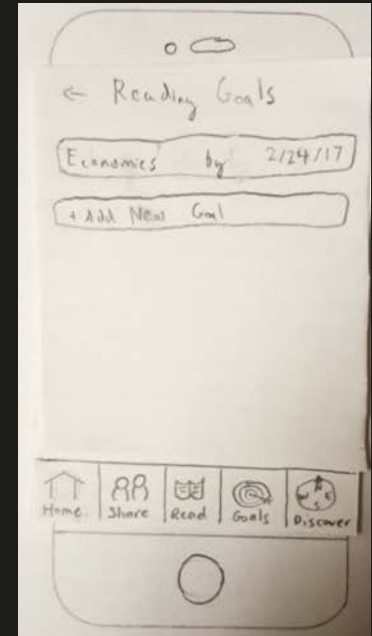 ← Reading Goals
Economics by 2/24/17
+ Add New Goal
Home Share Read Goals Discover
N
W E
S